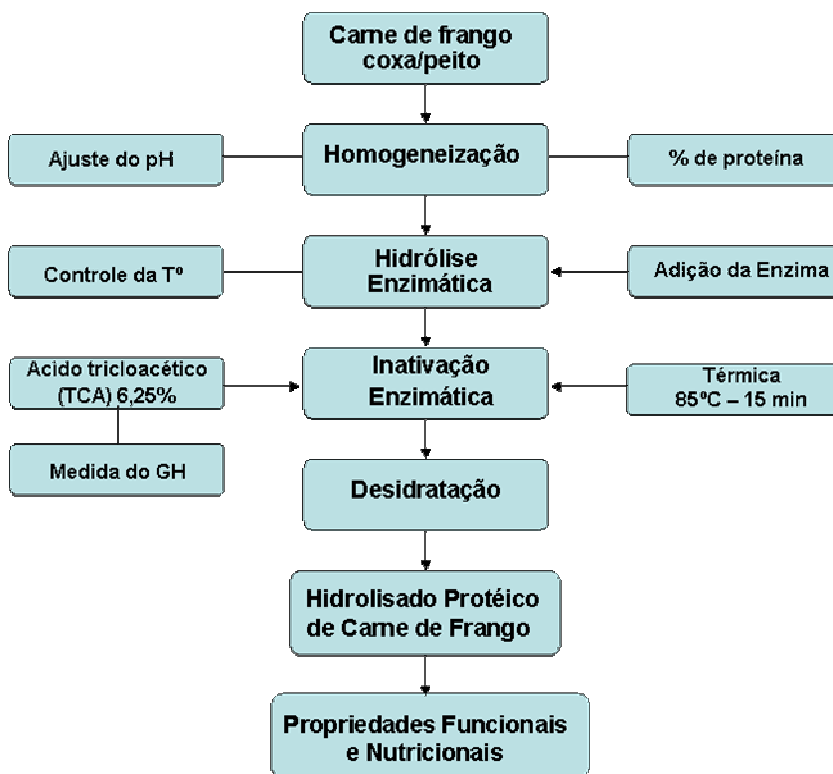 Carne de frango
coxa/peito
Ajuste do pH
Homogeneização
% de proteína
Controle da Tº
Hidrólise
Enzimática
Adição da Enzima
Acido tricloacético
(TCA) 6,25%
Inativação
Enzimática
Térmica
85ºC – 15 min
Medida do GH
Desidratação
Hidrolisado Protéico
de Carne de Frango
Propriedades Funcionais
e Nutricionais